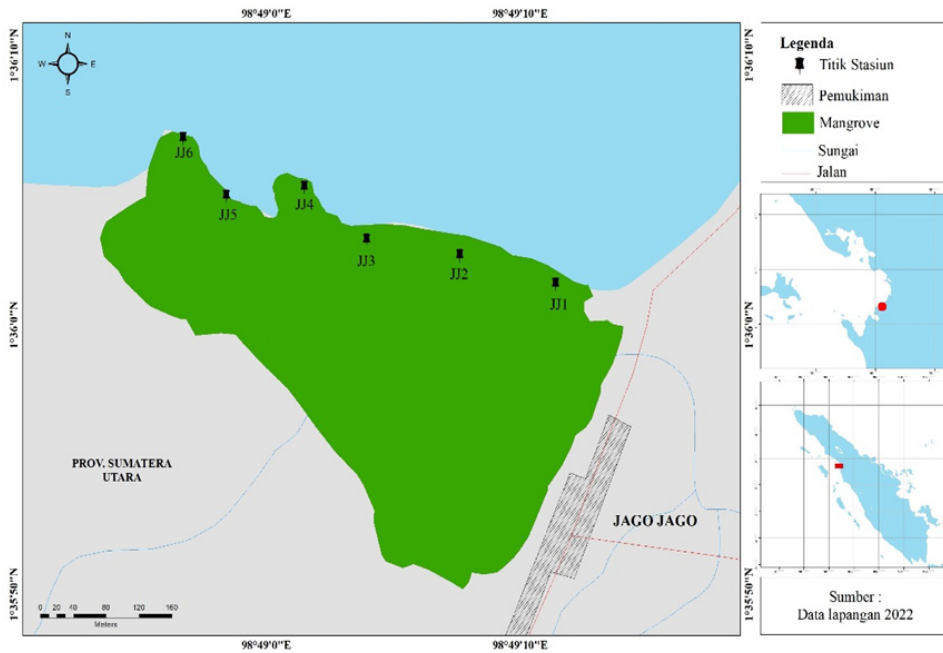 98°49'0"E
98°49'10"E
1°36'10"N
1°36'10"N
N
W
E
S
JJ6
JJ5
JJ4
JJ3
JJ2
JJ1
1°36'0"N
1°36'0"N
PROV. SUMATERA
UTARA
JAGO JAGO
1°35'50"N
1°35'50"N
0 20 40 80 120 160
Meters
98°49'0"E
98°49'10"E
Legenda
Titik Stasiun
Pemukiman
Mangrove
Sungai
Jalan
Sumber :
Data lapangan 2022